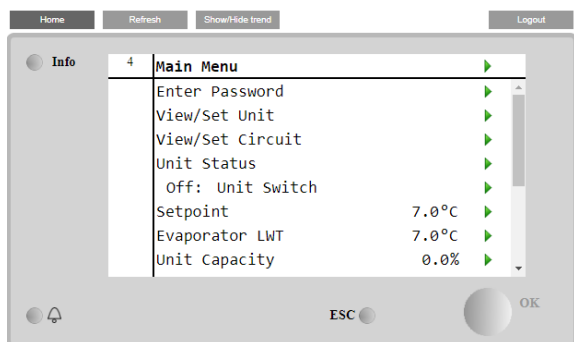 Home Refresh Show/Hide trend Logout
Info
4 Main Menu
Enter Password
View/Set Unit
View/Set Circuit
Unit Status
Off: Unit Switch
Setpoint 7.0°C
Evaporator LWT 7.0°C
Unit Capacity 0.0%
ESC OK